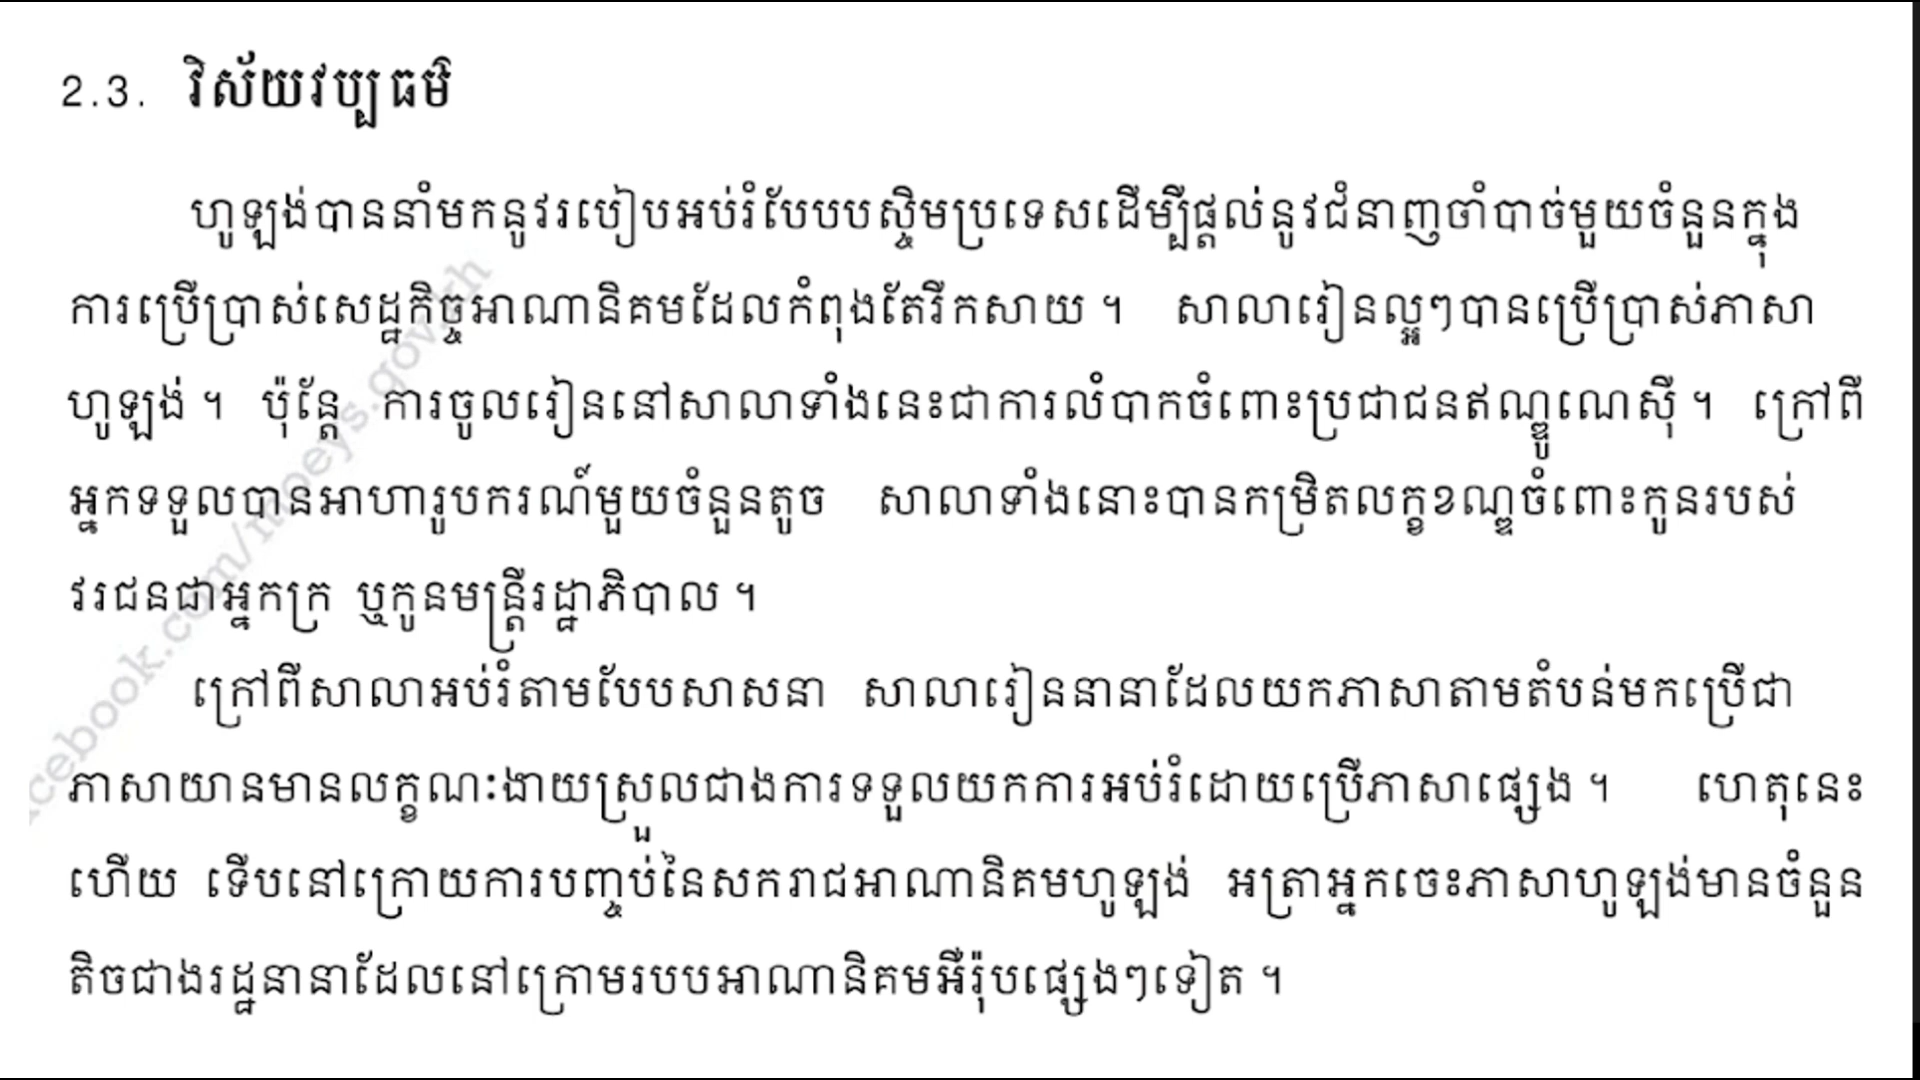 2.3. វិស័យវប្បធម៌
ហូឡង់បាននាំមកនូវរបៀបអប់រំបែបបស្ចិមប្រទេសដើម្បីផ្តល់នូវជំនាញចាំបាច់មួយចំនួនក្នុង
ការប្រើប្រាស់សេដ្ឋកិច្ចអាណានិគមដែលកំពុងតែរីកសាយ ។ សាលារៀនល្អៗបានប្រើប្រាស់ភាសា
ហូឡង់ ។ ប៉ុន្តែ ការចូលរៀននៅសាលាទាំងនេះជាការលំបាកចំពោះប្រជាជនឥណ្ឌូណេស៊ី ។ ក្រៅពី
អ្នកទទួលបានអាហារូបករណ៍មួយចំនួនតូច សាលាទាំងនោះបានកម្រិតលក្ខខណ្ឌចំពោះកូនរបស់
វរជនជាអ្នកក្រ ឬកូនមន្ត្រីរដ្ឋាភិបាល ។
ក្រៅពីសាលាអប់រំតាមបែបសាសនា សាលារៀននានាដែលយកភាសាតាមតំបន់មកប្រើជា
ភាសាយានមានលក្ខណៈងាយស្រួលជាងការទទួលយកការអប់រំដោយប្រើភាសាផ្សេង ។ ហេតុនេះ
ហើយ ទើបនៅក្រោយការបញ្ចប់នៃសករាជអាណានិគមហូឡង់ អត្រាអ្នកចេះភាសាហូឡង់មានចំនួន
តិចជាងរដ្ឋនានាដែលនៅក្រោមរបបអាណានិគមអឺរ៉ុបផ្សេងៗទៀត ។
facebook.com/moeys.gov.kh